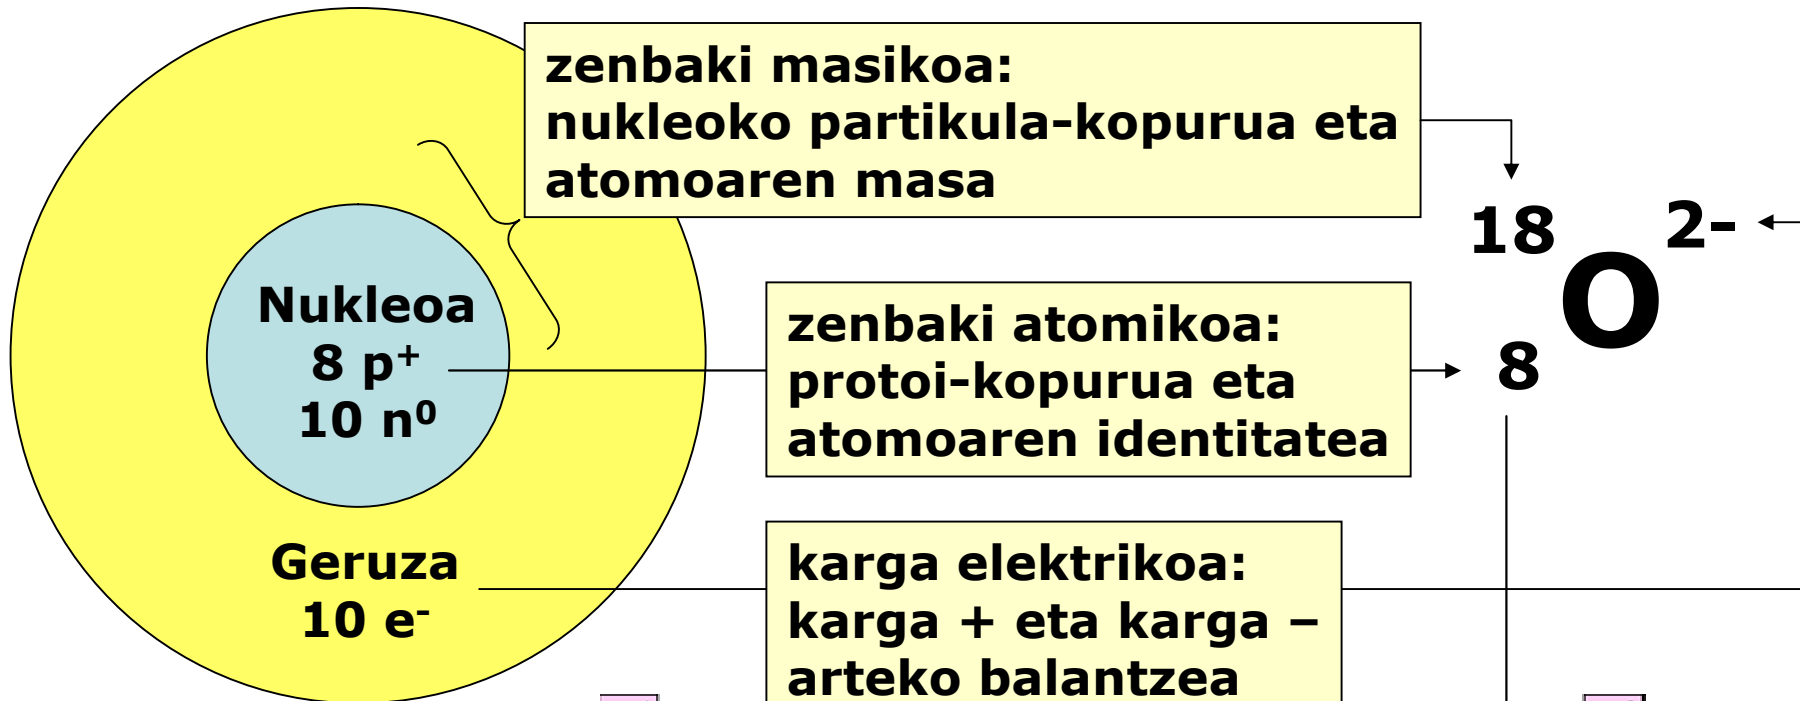 zenbaki masikoa:
nukleoko partikula-kopurua eta
atomoaren masa
18
2-
O
8
Nukleoa
8 p⁺
10 n⁰
zenbaki atomikoa:
protoi-kopurua eta
atomoaren identitatea
Geruza
10 e⁻
karga elektrikoa:
karga + eta karga –
arteko balantzea